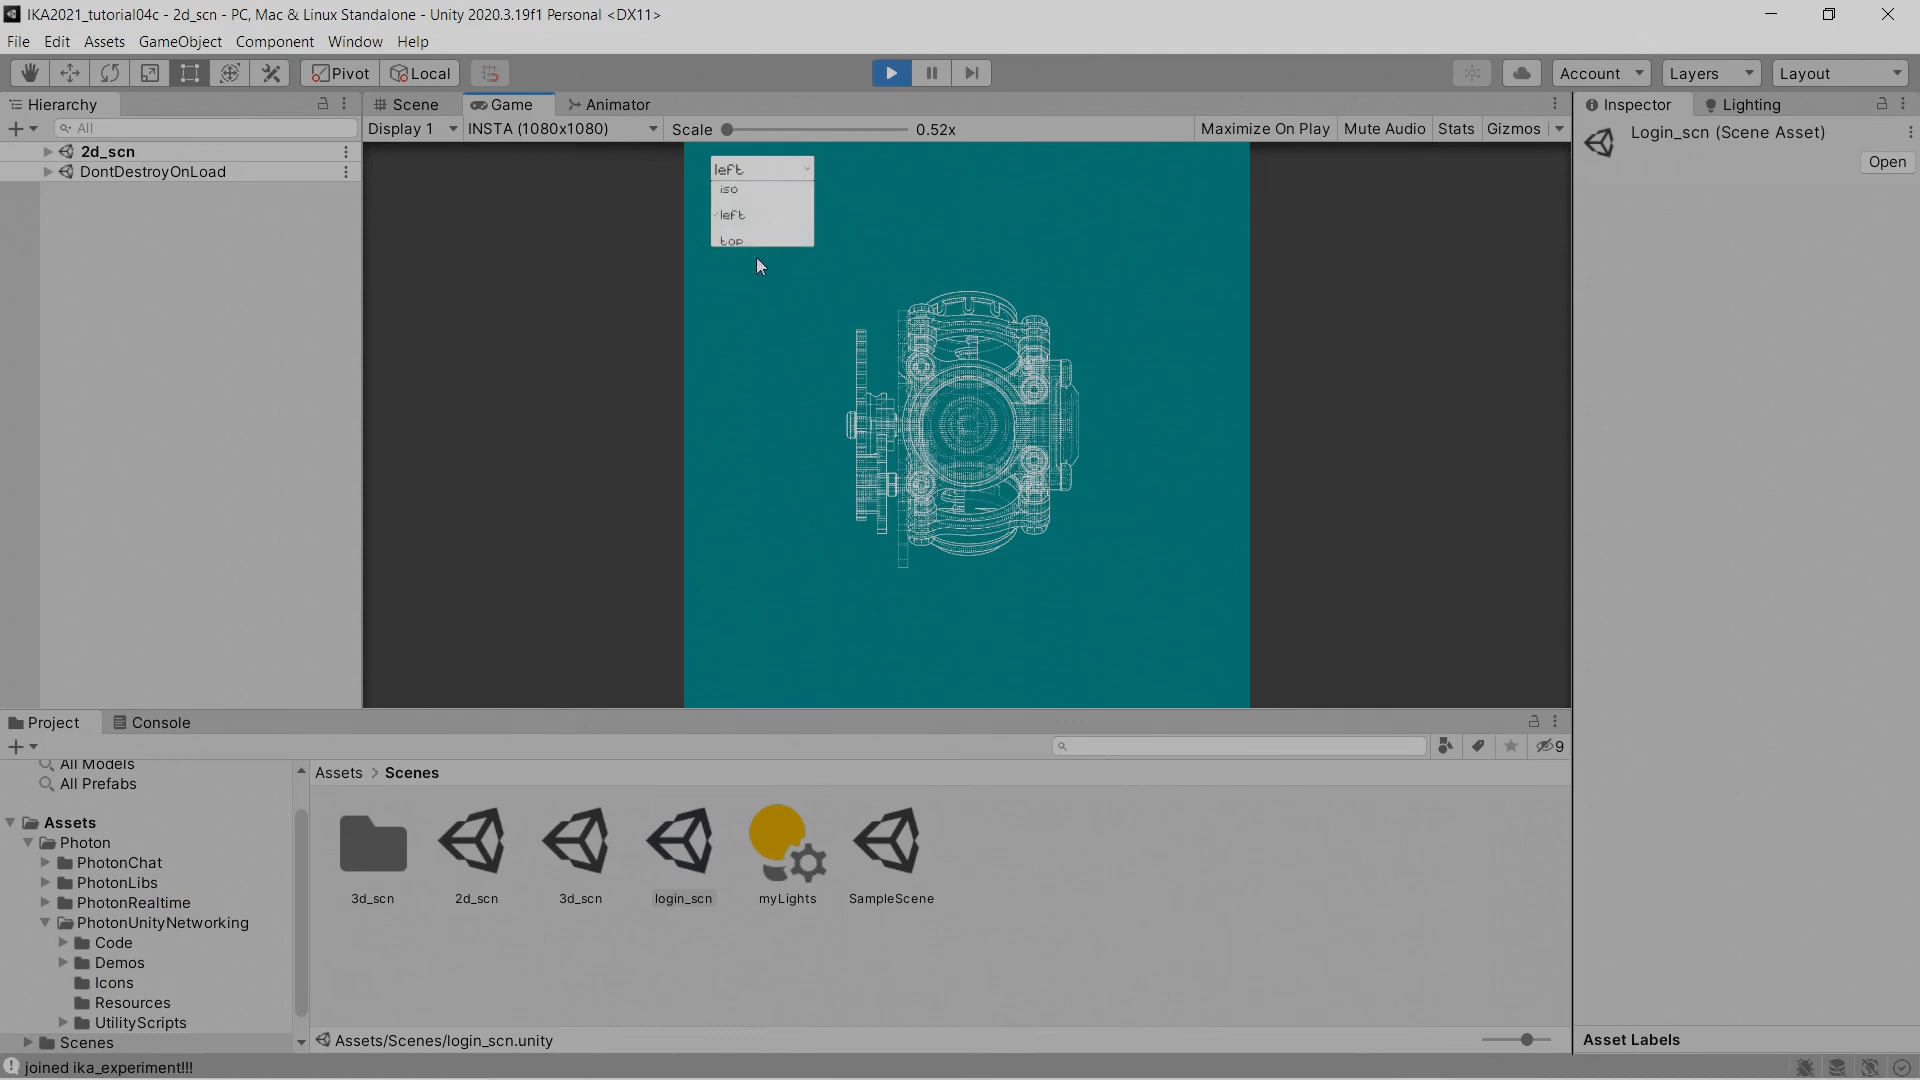 IKA2021_tutorial04c - 2d_scn - PC, Mac & Linux Standalone - Unity 2020.3.19f1 Personal <DX11>
File Edit Assets GameObject Component Window Help
Pivot Local Account Layers Layout
Hierarchy
All
2d_scn
DontDestroyOnLoad
Scene Game Animator
Display 1 INSTA (1080x1080) Scale 0.52x Maximize On Play Mute Audio Stats Gizmos
left
iso
left
top
Inspector Lighting
Login_scn (Scene Asset)
Open
Project Console
9
All Models
All Prefabs
Assets
Photon
PhotonChat
PhotonLibs
PhotonRealtime
PhotonUnityNetworking
Code
Demos
Icons
Resources
UtilityScripts
Scenes
Assets > Scenes
3d_scn 2d_scn 3d_scn login_scn myLights SampleScene
Assets/Scenes/login_scn.unity
Asset Labels
joined ika_experiment!!!